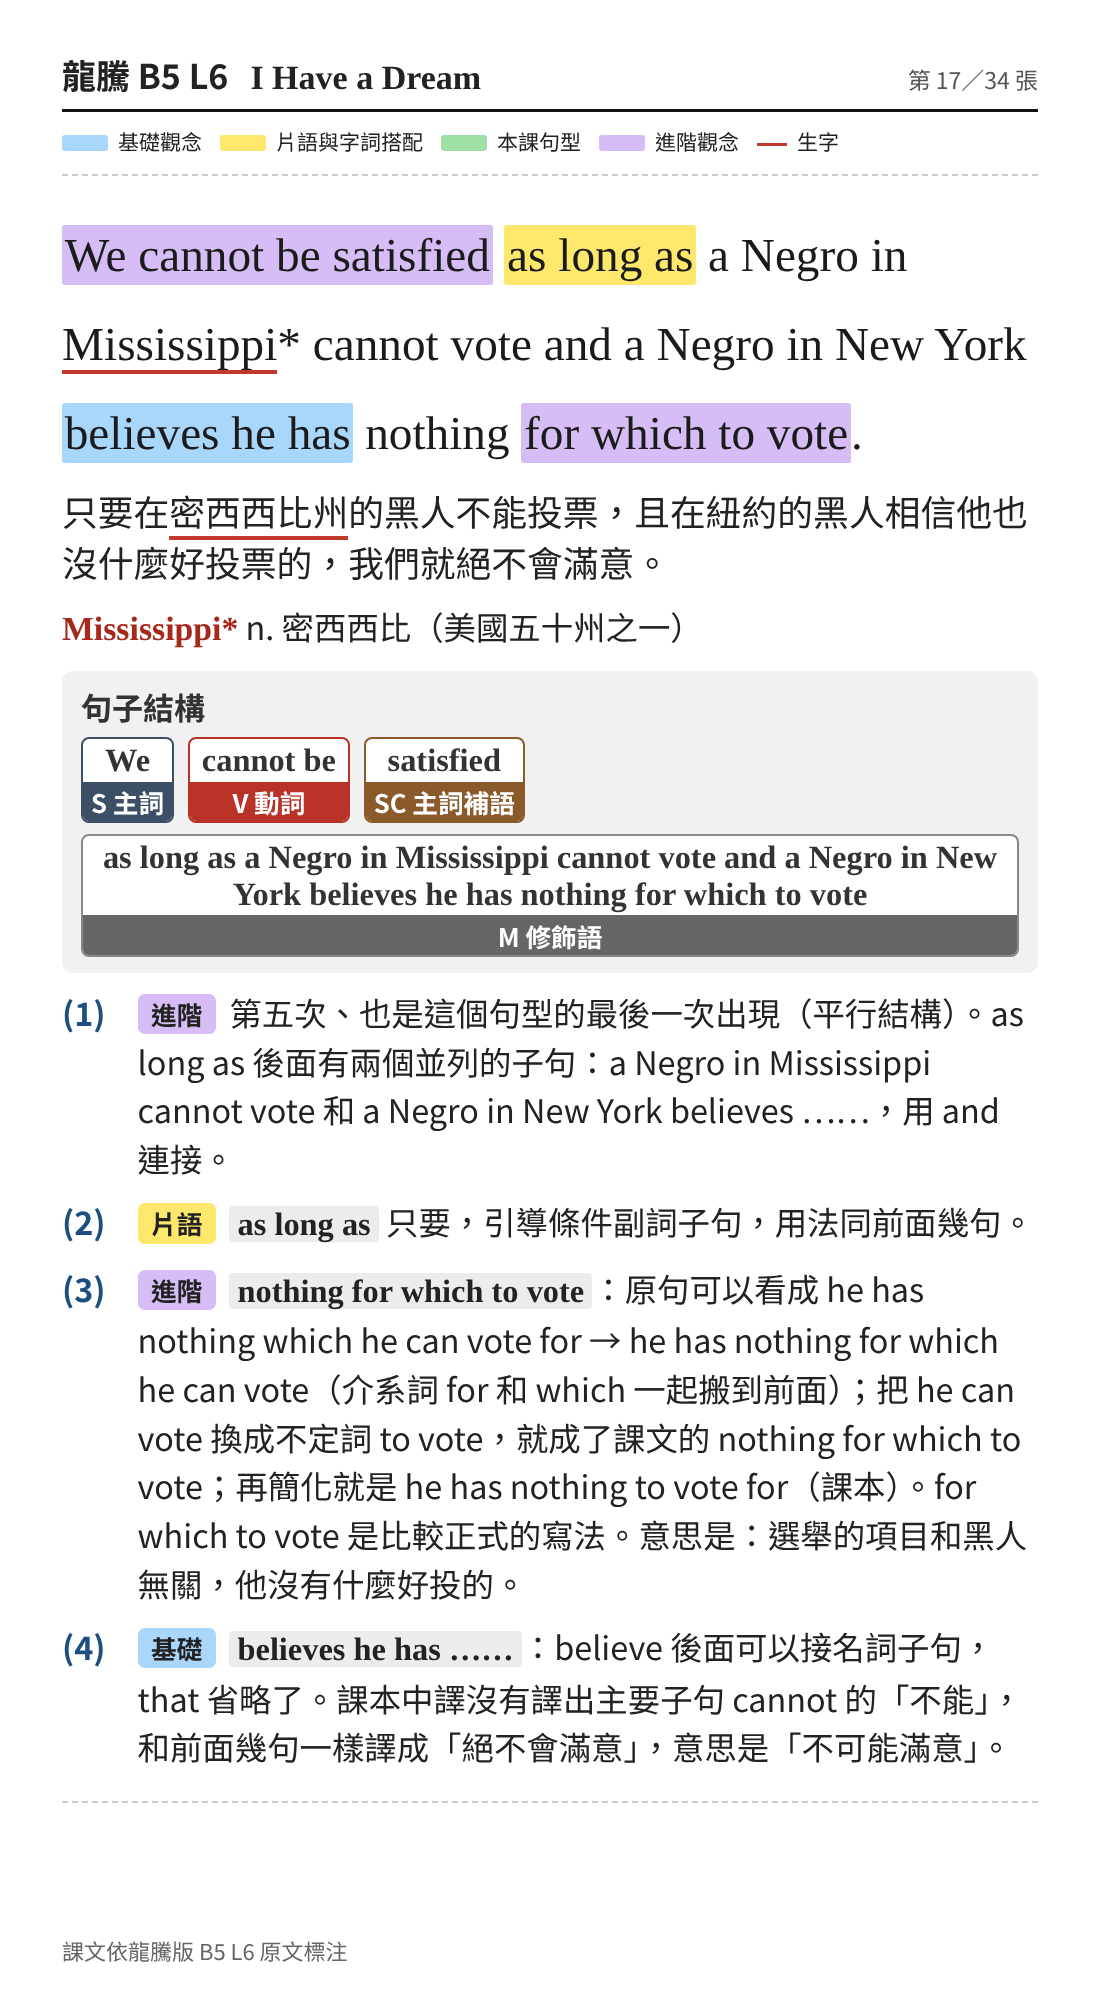 龍騰 B5 L6 I Have a Dream
第 17／34 張
基礎觀念 片語與字詞搭配 本課句型 進階觀念 生字
We cannot be satisfied as long as a Negro in
Mississippi* cannot vote and a Negro in New York
believes he has nothing for which to vote.
只要在密西西比州的黑人不能投票，且在紐約的黑人相信他也
沒什麼好投票的，我們就絕不會滿意。
Mississippi* n. 密西西比（美國五十州之一）
句子結構
We cannot be satisfied
S 主詞 V 動詞 SC 主詞補語
as long as a Negro in Mississippi cannot vote and a Negro in New
York believes he has nothing for which to vote
M 修飾語
(1) 進階 第五次、也是這個句型的最後一次出現（平行結構）。as
long as 後面有兩個並列的子句：a Negro in Mississippi
cannot vote 和 a Negro in New York believes ……，用 and
連接。
(2) 片語 as long as 只要，引導條件副詞子句，用法同前面幾句。
(3) 進階 nothing for which to vote：原句可以看成 he has
nothing which he can vote for → he has nothing for which
he can vote（介系詞 for 和 which 一起搬到前面）；把 he can
vote 換成不定詞 to vote，就成了課文的 nothing for which to
vote；再簡化就是 he has nothing to vote for（課本）。for
which to vote 是比較正式的寫法。意思是：選舉的項目和黑人
無關，他沒有什麼好投的。
(4) 基礎 believes he has ……：believe 後面可以接名詞子句，
that 省略了。課本中譯沒有譯出主要子句 cannot 的「不能」，
和前面幾句一樣譯成「絕不會滿意」，意思是「不可能滿意」。
課文依龍騰版 B5 L6 原文標注